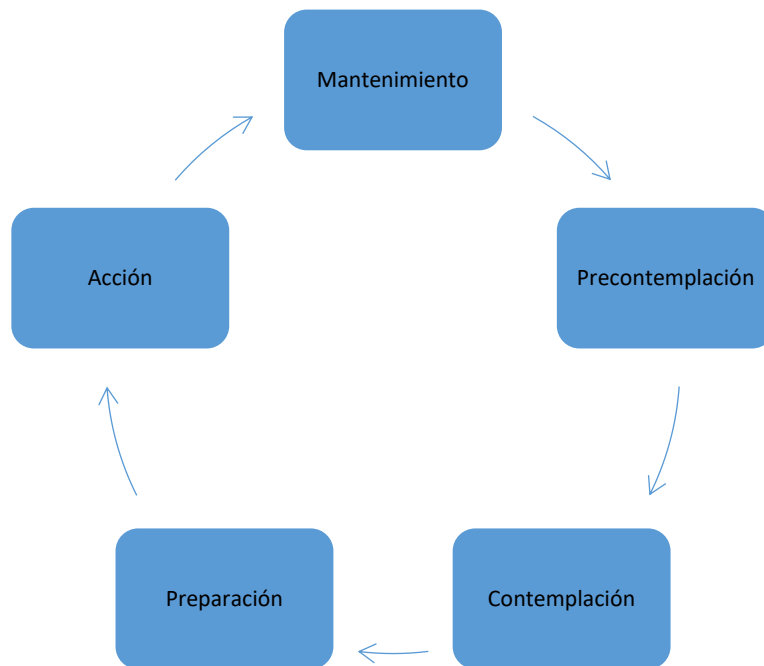 Mantenimiento
Precontemplación
Contemplación
Preparación
Acción